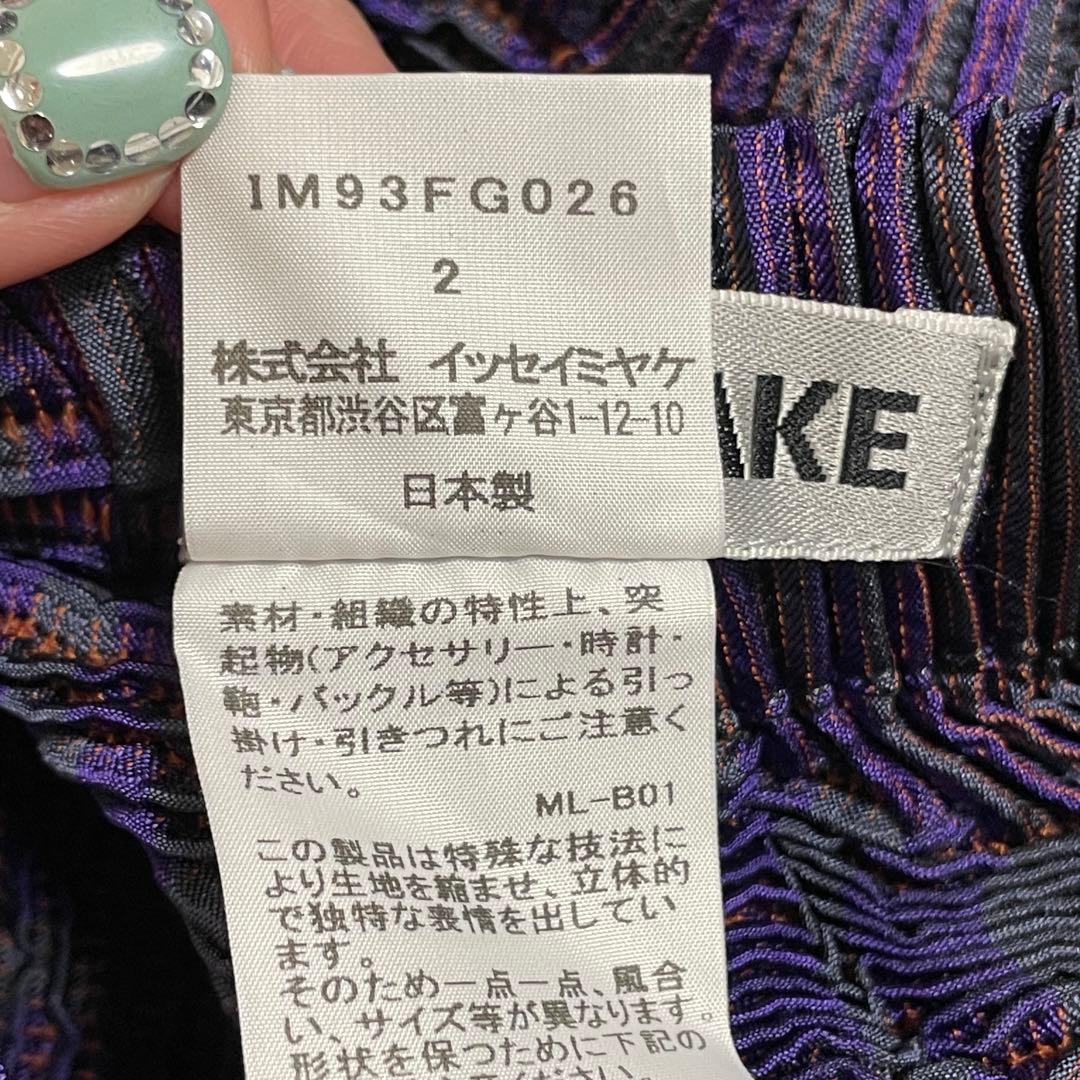 IM93FG026
2
株式会社 イッセイミヤケ
東京都渋谷区富ヶ谷1-12-10
日本製
AKE
素材・組織の特性上、突
起物(アクセサリー・時計・
鞄・バックル等)による引っ
掛け・引きつれにご注意く
ださい。
ML-B01
この製品は特殊な技法に
より生地を縮ませ、立体的
で独特な表情を出してい
ます。
そのため一点一点、風合
い、サイズ等が異なります。
形状を保つために下記の
ください。